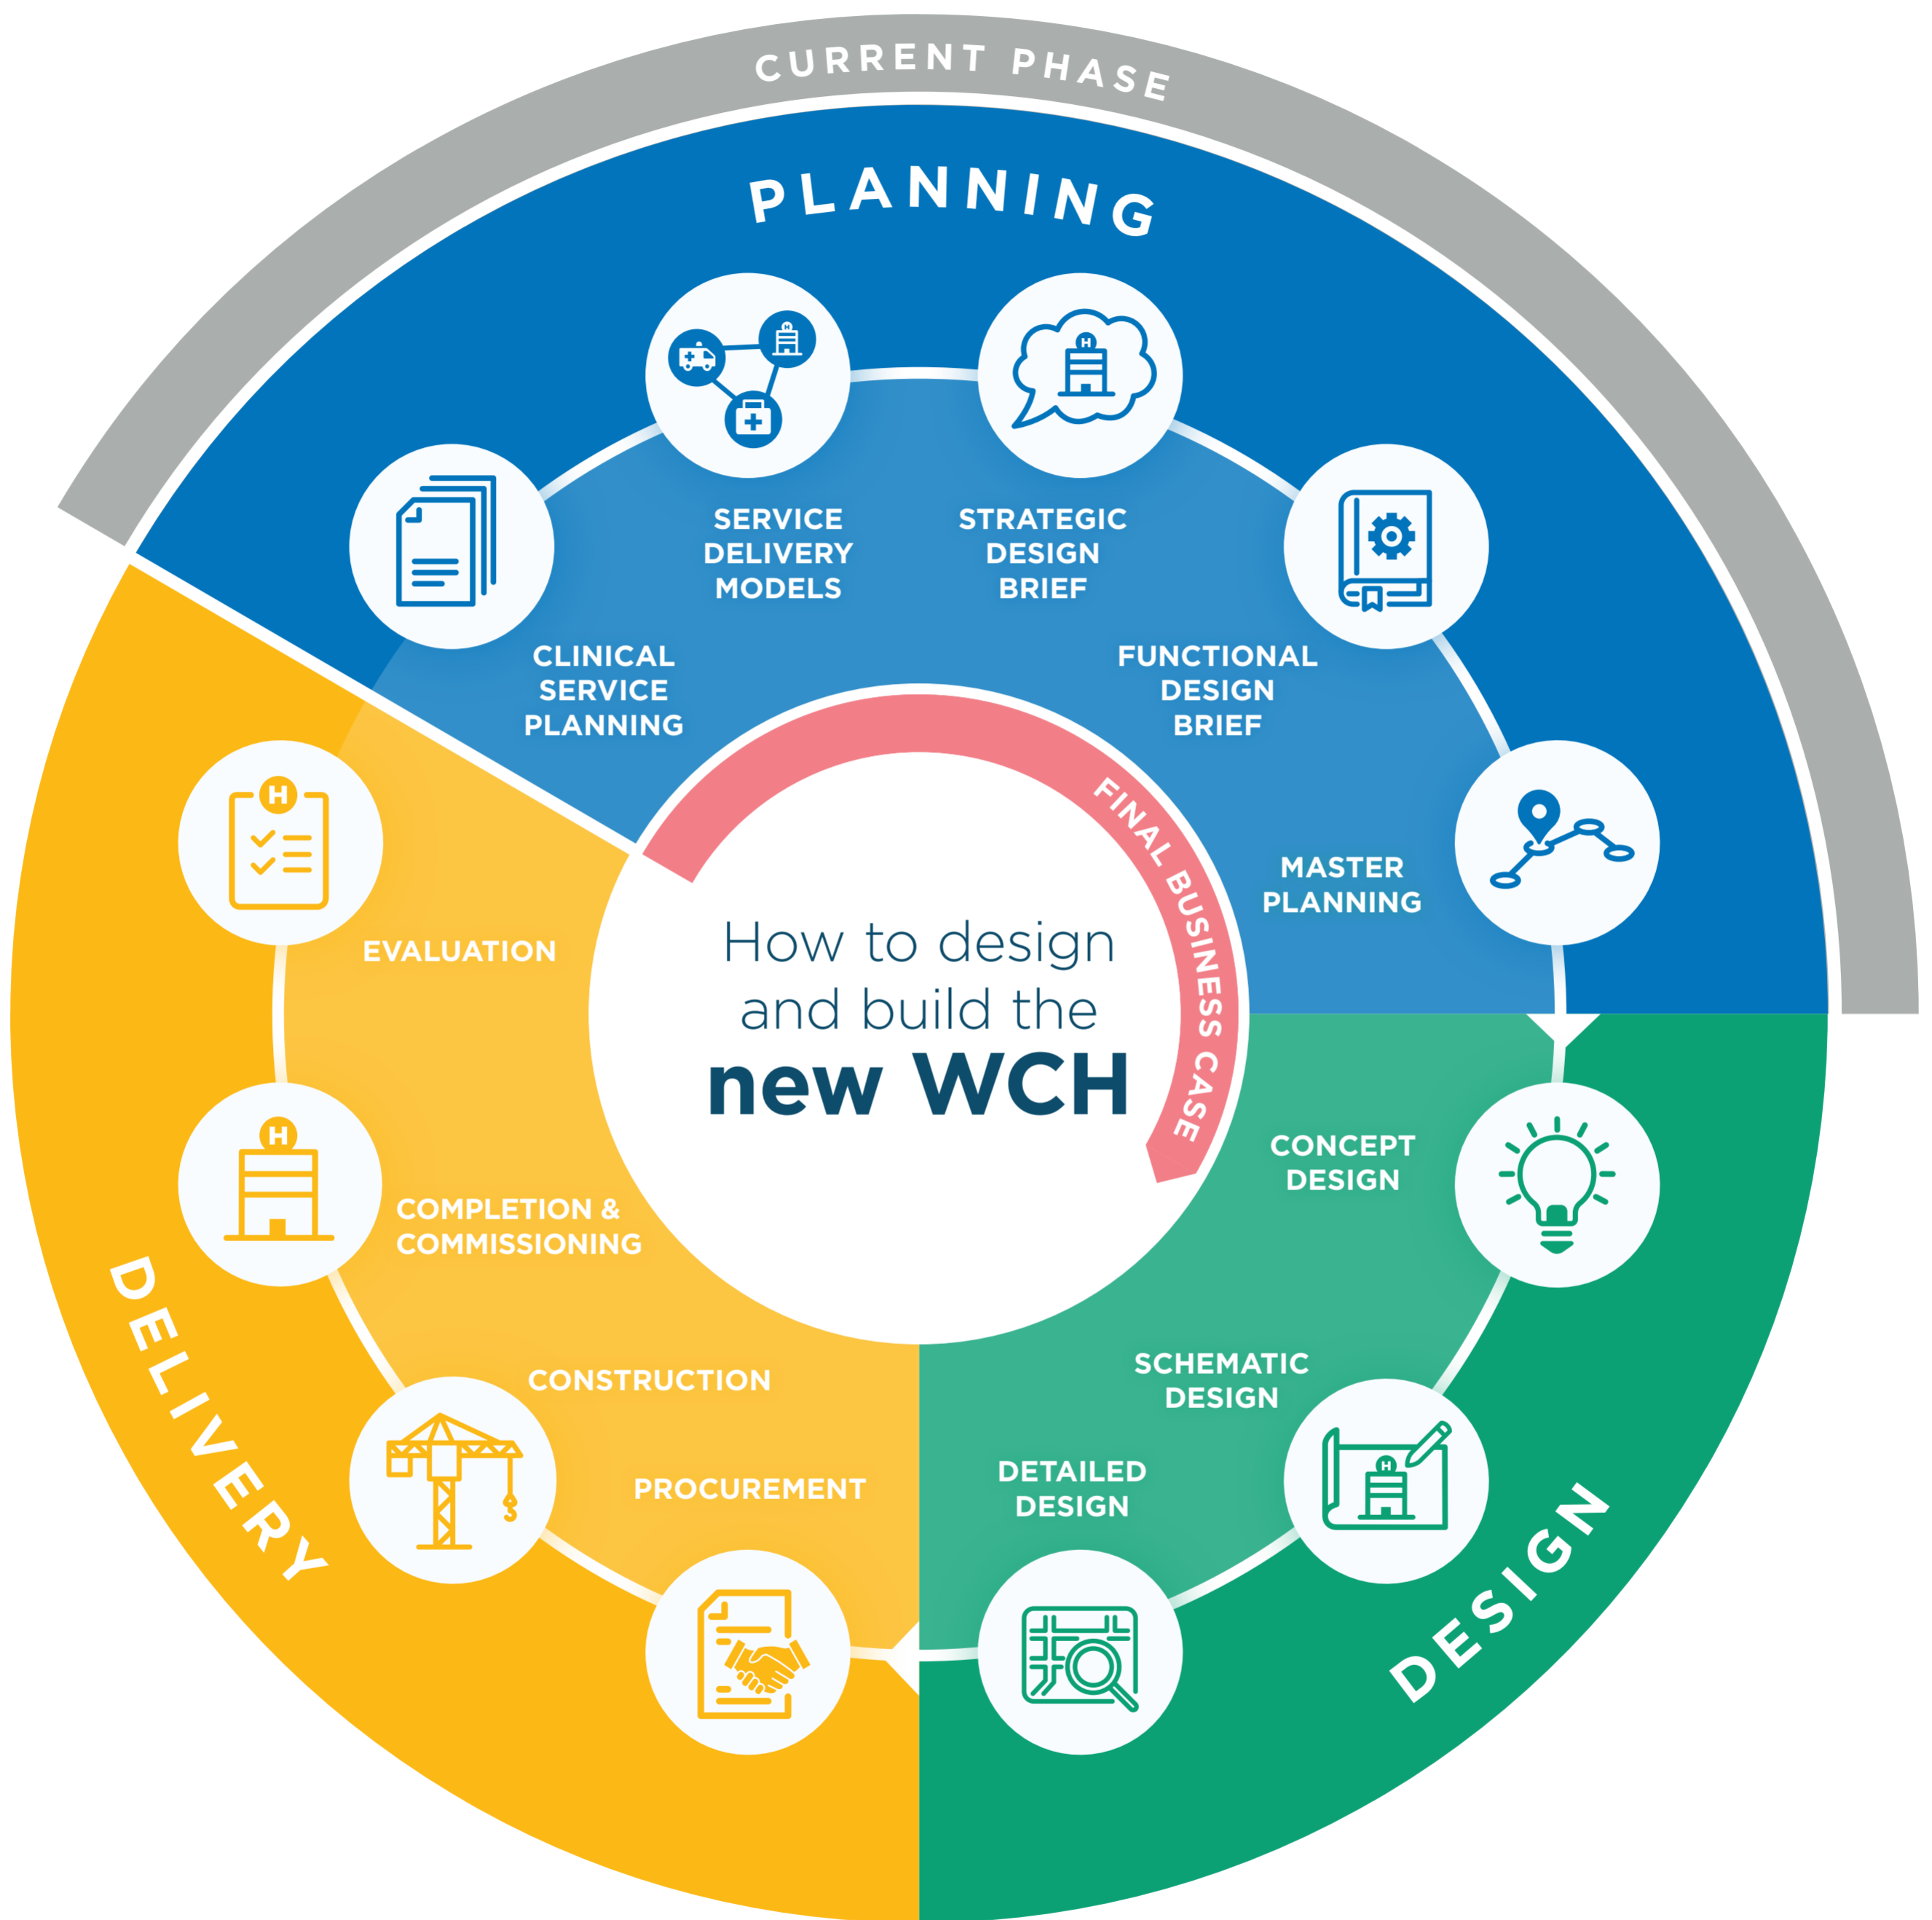 CURRENT PHASE
PLANNING
CLINICAL
SERVICE
PLANNING
SERVICE
DELIVERY
MODELS
STRATEGIC
DESIGN
BRIEF
FUNCTIONAL
DESIGN
BRIEF
MASTER
PLANNING
FINAL BUSINESS CASE
How to design
and build the
new WCH
CONCEPT
DESIGN
SCHEMATIC
DESIGN
DETAILED
DESIGN
DESIGN
PROCUREMENT
CONSTRUCTION
COMPLETION &
COMMISSIONING
EVALUATION
DELIVERY
H
H
H
H
H